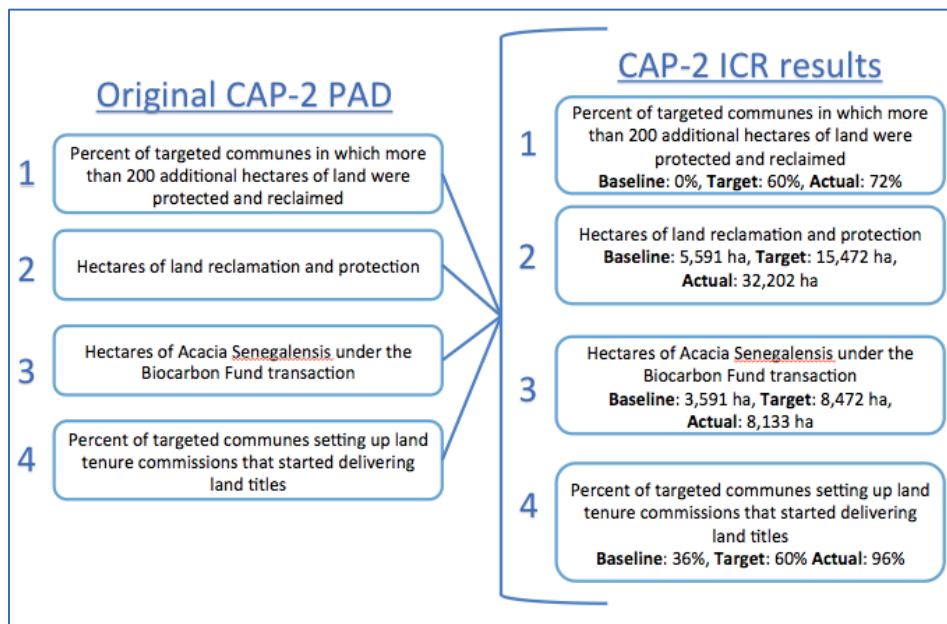 Original CAP-2 PAD
1
Percent of targeted communes in which more
than 200 additional hectares of land were
protected and reclaimed
2
Hectares of land reclamation and protection
3
Hectares of Acacia Senegalensis under the
Biocarbon Fund transaction
4
Percent of targeted communes setting up land
tenure commissions that started delivering
land titles
CAP-2 ICR results
1
Percent of targeted communes in which more
than 200 additional hectares of land were
protected and reclaimed
Baseline: 0%, Target: 60%, Actual: 72%
2
Hectares of land reclamation and protection
Baseline: 5,591 ha, Target: 15,472 ha,
Actual: 32,202 ha
3
Hectares of Acacia Senegalensis under the
Biocarbon Fund transaction
Baseline: 3,591 ha, Target: 8,472 ha,
Actual: 8,133 ha
4
Percent of targeted communes setting up land
tenure commissions that started delivering
land titles
Baseline: 36%, Target: 60% Actual: 96%